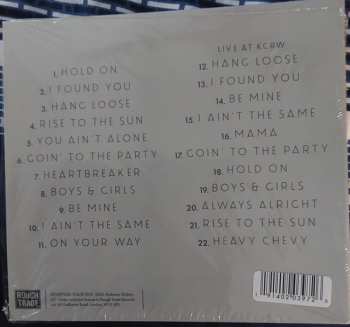 1. HOLD ON
2. I FOUND YOU
3. HANG LOOSE
4. RISE TO THE SUN
5. YOU AIN'T ALONE
6. GOIN' TO THE PARTY
7. HEARTBREAKER
8. BOYS & GIRLS
9. BE MINE
10. I AIN'T THE SAME
11. ON YOUR WAY
LIVE AT KCRW
12. HANG LOOSE
13. I FOUND YOU
14. BE MINE
15. I AIN'T THE SAME
16. MAMA
17. GOIN' TO THE PARTY
18. HOLD ON
19. BOYS & GIRLS
20. ALWAYS ALRIGHT
21. RISE TO THE SUN
22. HEAVY CHEVY
ROUGH
TRADE